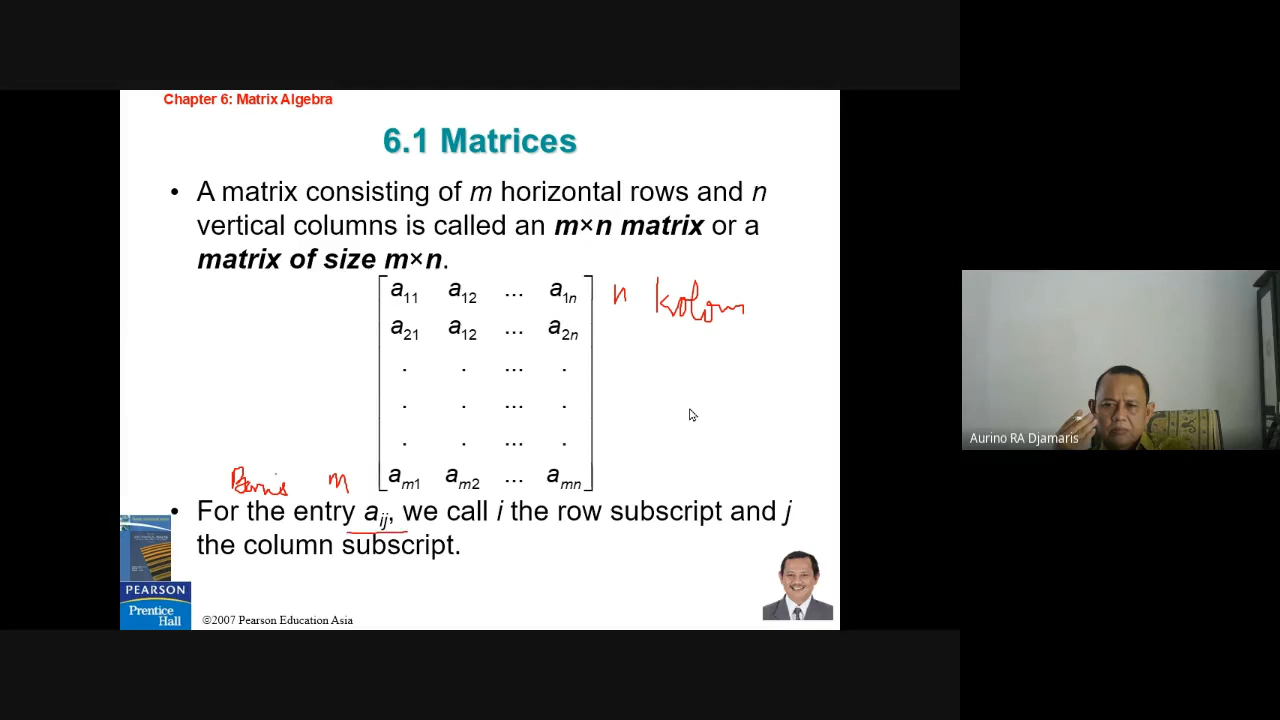 Chapter 6: Matrix Algebra
6.1 Matrices
• A matrix consisting of m horizontal rows and n
vertical columns is called an m×n matrix or a
matrix of size m×n.
a11 a12 ... a1n n kolom
a21 a12 ... a2n
. . ... .
. . ... .
. . ... .
Baris m am1 am2 ... amn
• For the entry aij, we call i the row subscript and j
the column subscript.
PEARSON
Prentice
Hall
©2007 Pearson Education Asia
Aurino RA Djamaris